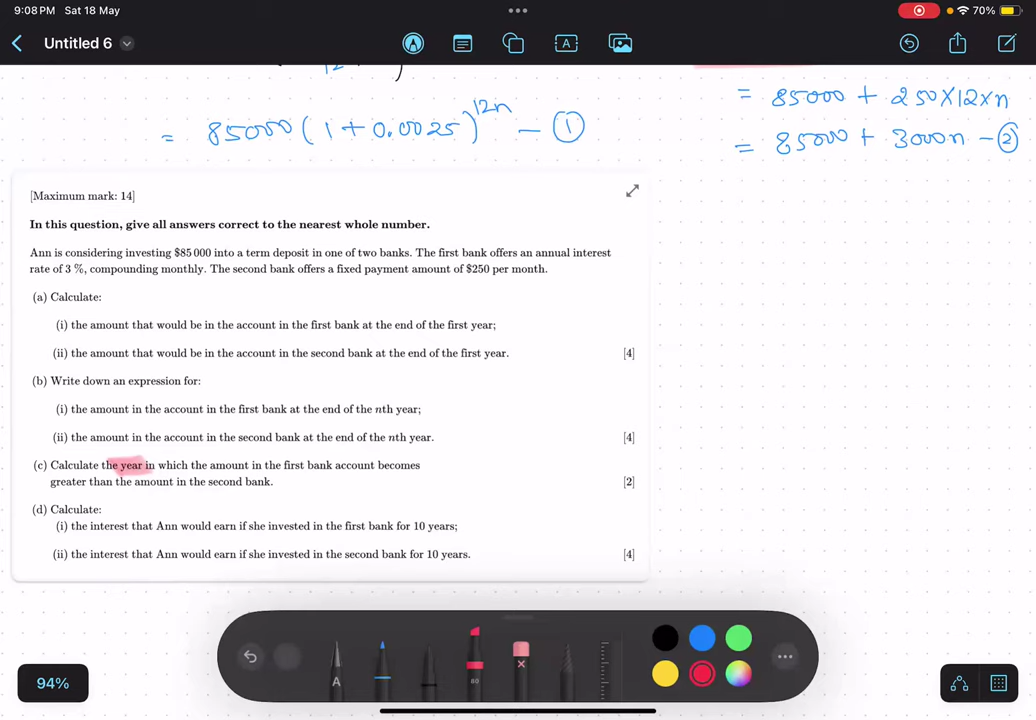 9:08 PM Sat 18 May
70%
Untitled 6
12
= 85000 + 250×12×n
= 85000 (1 + 0.0025)^12n – ①
= 85000 + 3000n – ②
[Maximum mark: 14]
In this question, give all answers correct to the nearest whole number.
Ann is considering investing $85 000 into a term deposit in one of two banks. The first bank offers an annual interest
rate of 3 %, compounding monthly. The second bank offers a fixed payment amount of $250 per month.
(a) Calculate:
(i) the amount that would be in the account in the first bank at the end of the first year;
(ii) the amount that would be in the account in the second bank at the end of the first year. [4]
(b) Write down an expression for:
(i) the amount in the account in the first bank at the end of the nth year;
(ii) the amount in the account in the second bank at the end of the nth year. [4]
(c) Calculate the year in which the amount in the first bank account becomes
greater than the amount in the second bank. [2]
(d) Calculate:
(i) the interest that Ann would earn if she invested in the first bank for 10 years;
(ii) the interest that Ann would earn if she invested in the second bank for 10 years. [4]
A
80
94%